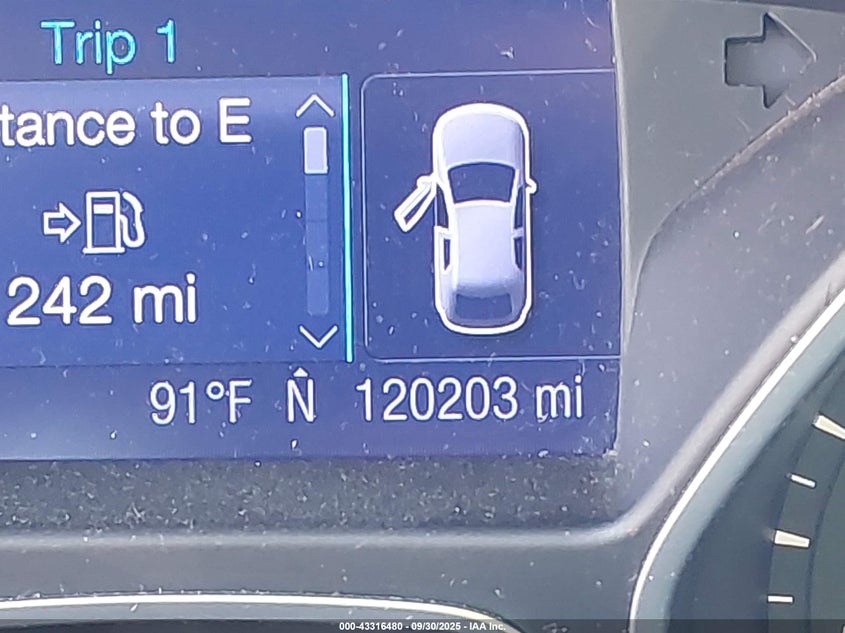 Trip 1
tance to E
242 mi
91°F N 120203 mi
000-43316480 - 09/30/2025 - IAA Inc.